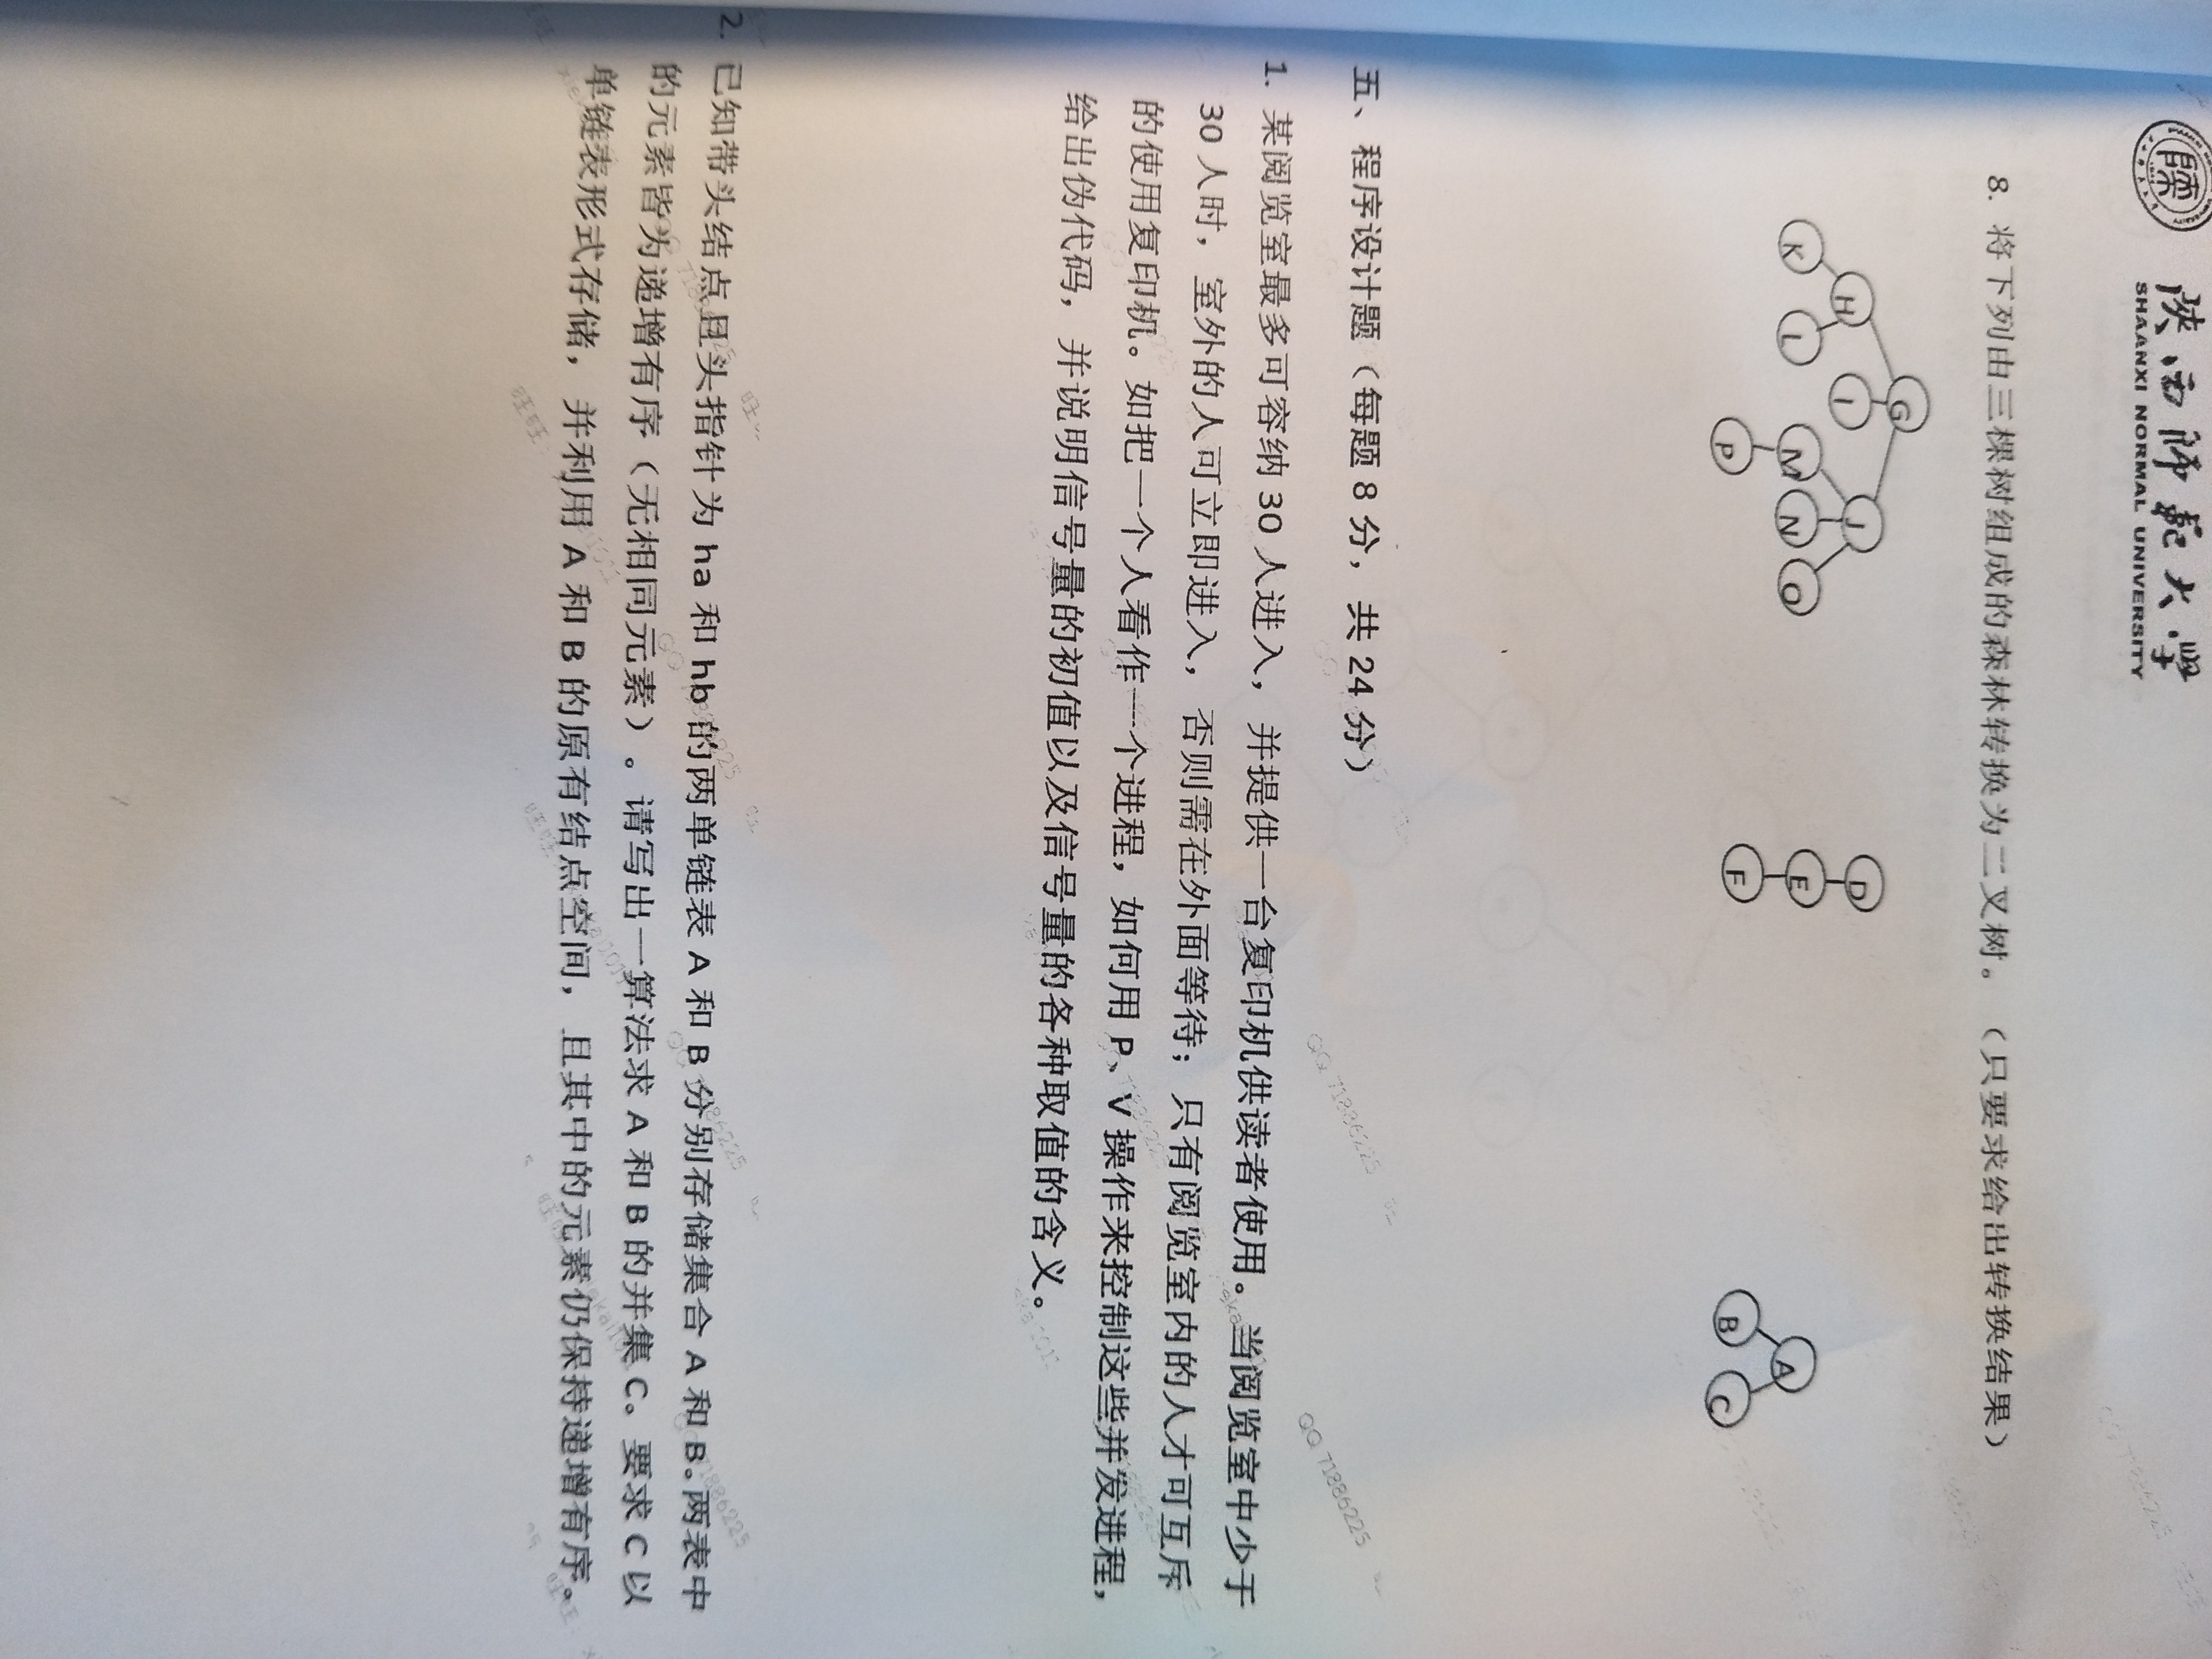 陕西师范大学
SHAANXI NORMAL UNIVERSITY
8. 将下列由三棵树组成的森林转换为二叉树。（只要求给出转换结果）
G
H I J
K L M N O
P
D
E
F
A
B C
五、程序设计题（每题 8 分，共 24 分）
QQ 71886225
QQ 71886225
1. 某阅览室最多可容纳 30 人进入，并提供一台复印机供读者使用。当阅览室中少于
30 人时，室外的人可立即进入，否则需在外面等待；只有阅览室内的人才可互斥
的使用复印机。如把一个人看作一个进程，如何用 P、V 操作来控制这些并发进程，
给出伪代码，并说明信号量的初值以及信号量的各种取值的含义。
2. 已知带头结点且头指针为 ha 和 hb 的两单链表 A 和 B 分别存储集合 A 和 B。两表中
的元素皆为递增有序（无相同元素）。请写出一算法求 A 和 B 的并集 C。要求 C 以
单链表形式存储，并利用 A 和 B 的原有结点空间，且其中的元素仍保持递增有序。